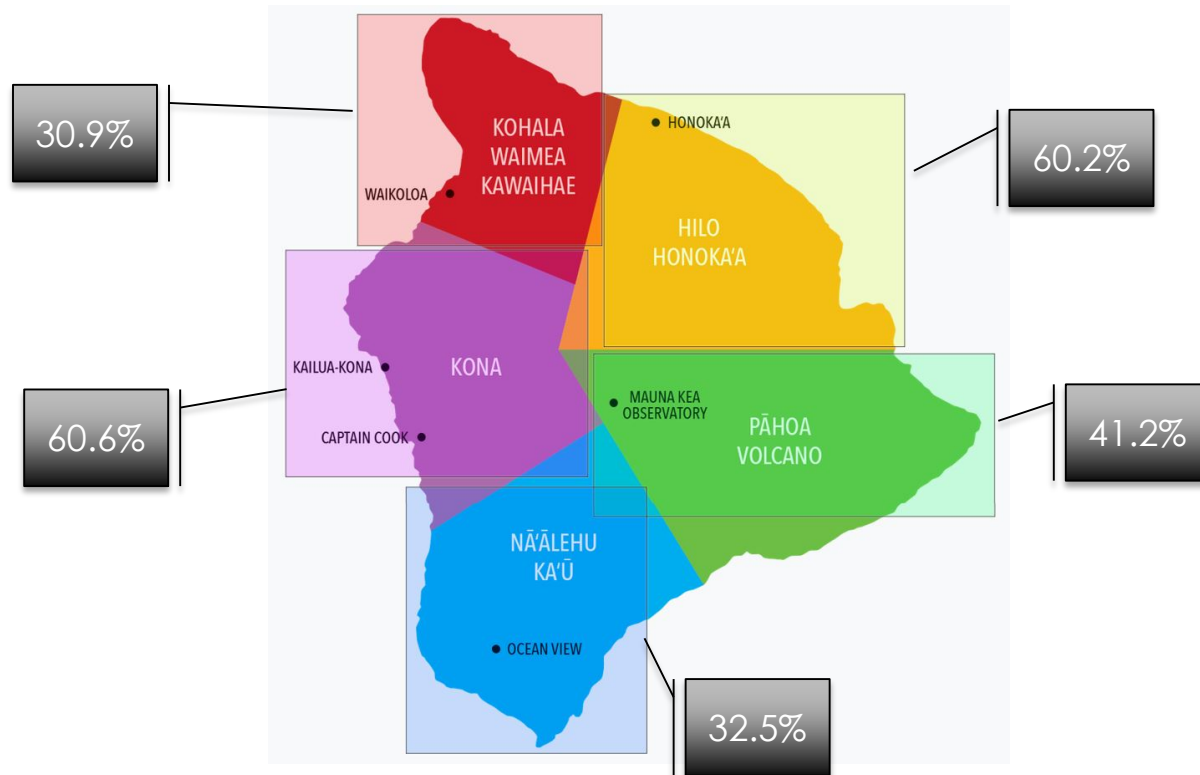 30.9%
KOHALA
WAIMEA
KAWAIHAE
WAIKOLOA
HONOKA‘A
60.2%
HILO
HONOKA‘A
KAILUA-KONA
KONA
CAPTAIN COOK
60.6%
MAUNA KEA
OBSERVATORY
PĀHOA
VOLCANO
41.2%
NĀ‘ĀLEHU
KA‘Ū
OCEAN VIEW
32.5%